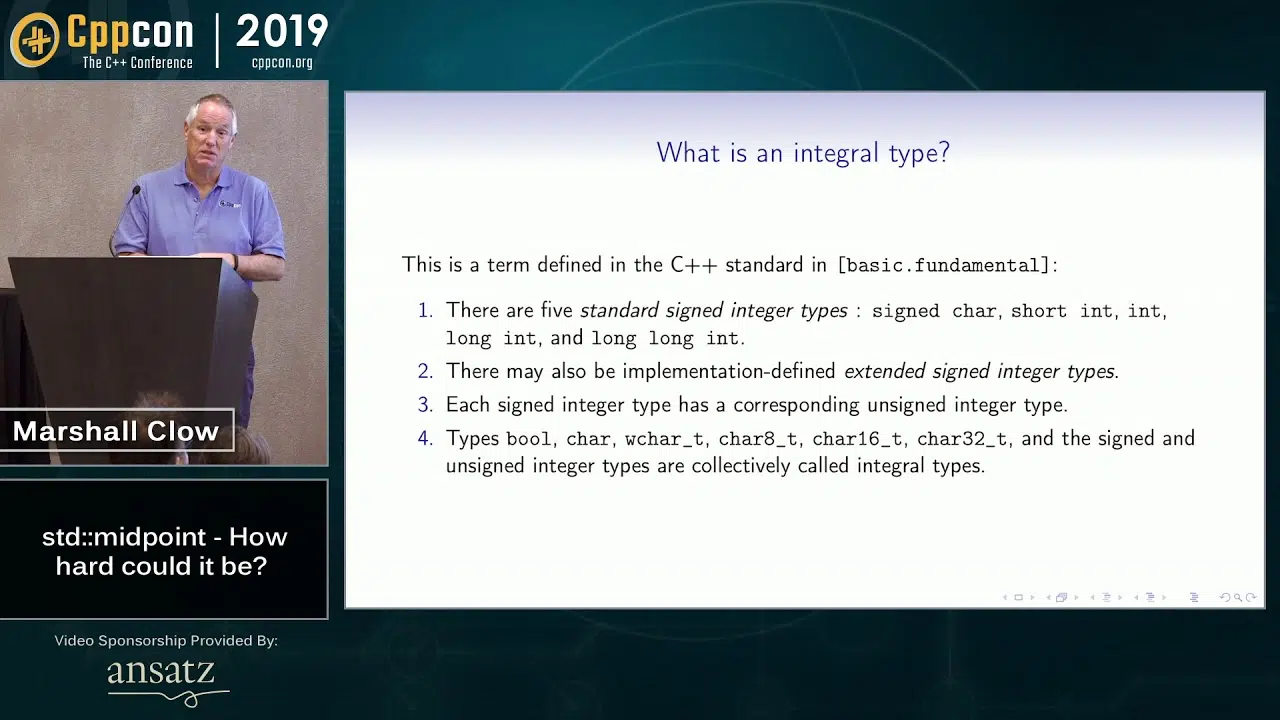 Cppcon
The C++ Conference
2019
cppcon.org
Marshall Clow
std::midpoint - How
hard could it be?
Video Sponsorship Provided By:
ansatz
What is an integral type?
This is a term defined in the C++ standard in [basic.fundamental]:
1. There are five standard signed integer types : signed char, short int, int,
long int, and long long int.
2. There may also be implementation-defined extended signed integer types.
3. Each signed integer type has a corresponding unsigned integer type.
4. Types bool, char, wchar_t, char8_t, char16_t, char32_t, and the signed and
unsigned integer types are collectively called integral types.